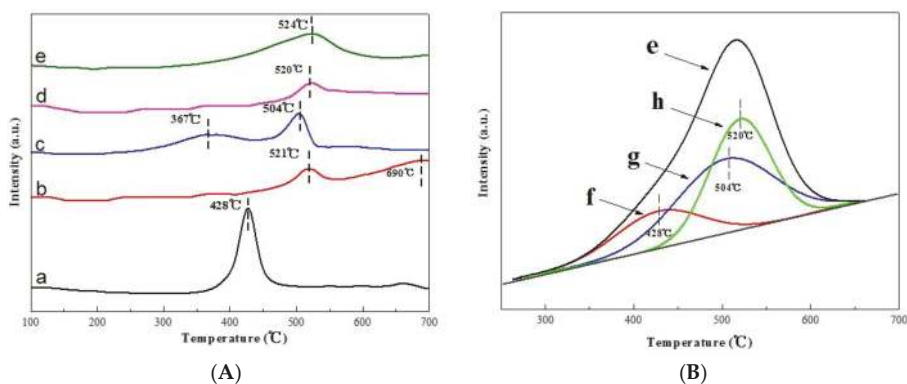 524℃
e
520℃
d
504℃
367℃
c
521℃
690℃
b
428℃
a
100 200 300 400 500 600 700
Temperature (℃)
Intensity (a.u.)
(A)
e
h
520℃
g
504℃
f
428℃
300 400 500 600 700
Temperature (℃)
Intensity (a.u.)
(B)